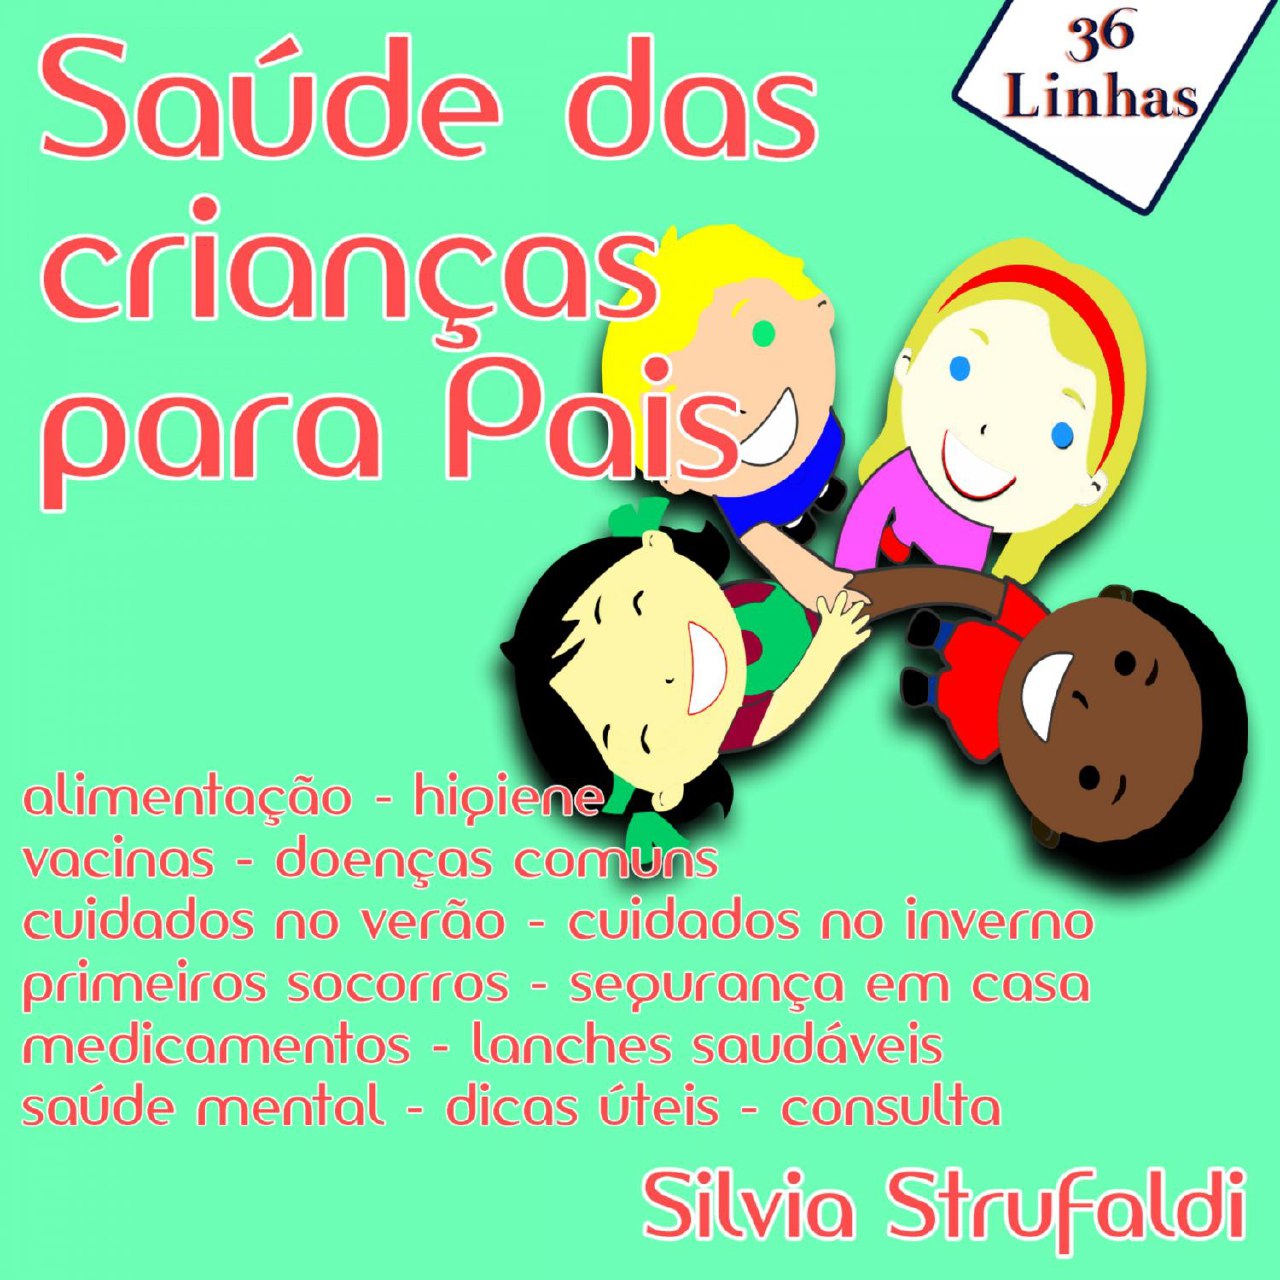 36
Linhas
Saúde das
crianças
para Pais
alimentação - higiene
vacinas - doenças comuns
cuidados no verão - cuidados no inverno
primeiros socorros - segurança em casa
medicamentos - lanches saudáveis
saúde mental - dicas úteis - consulta
Silvia Strufaldi